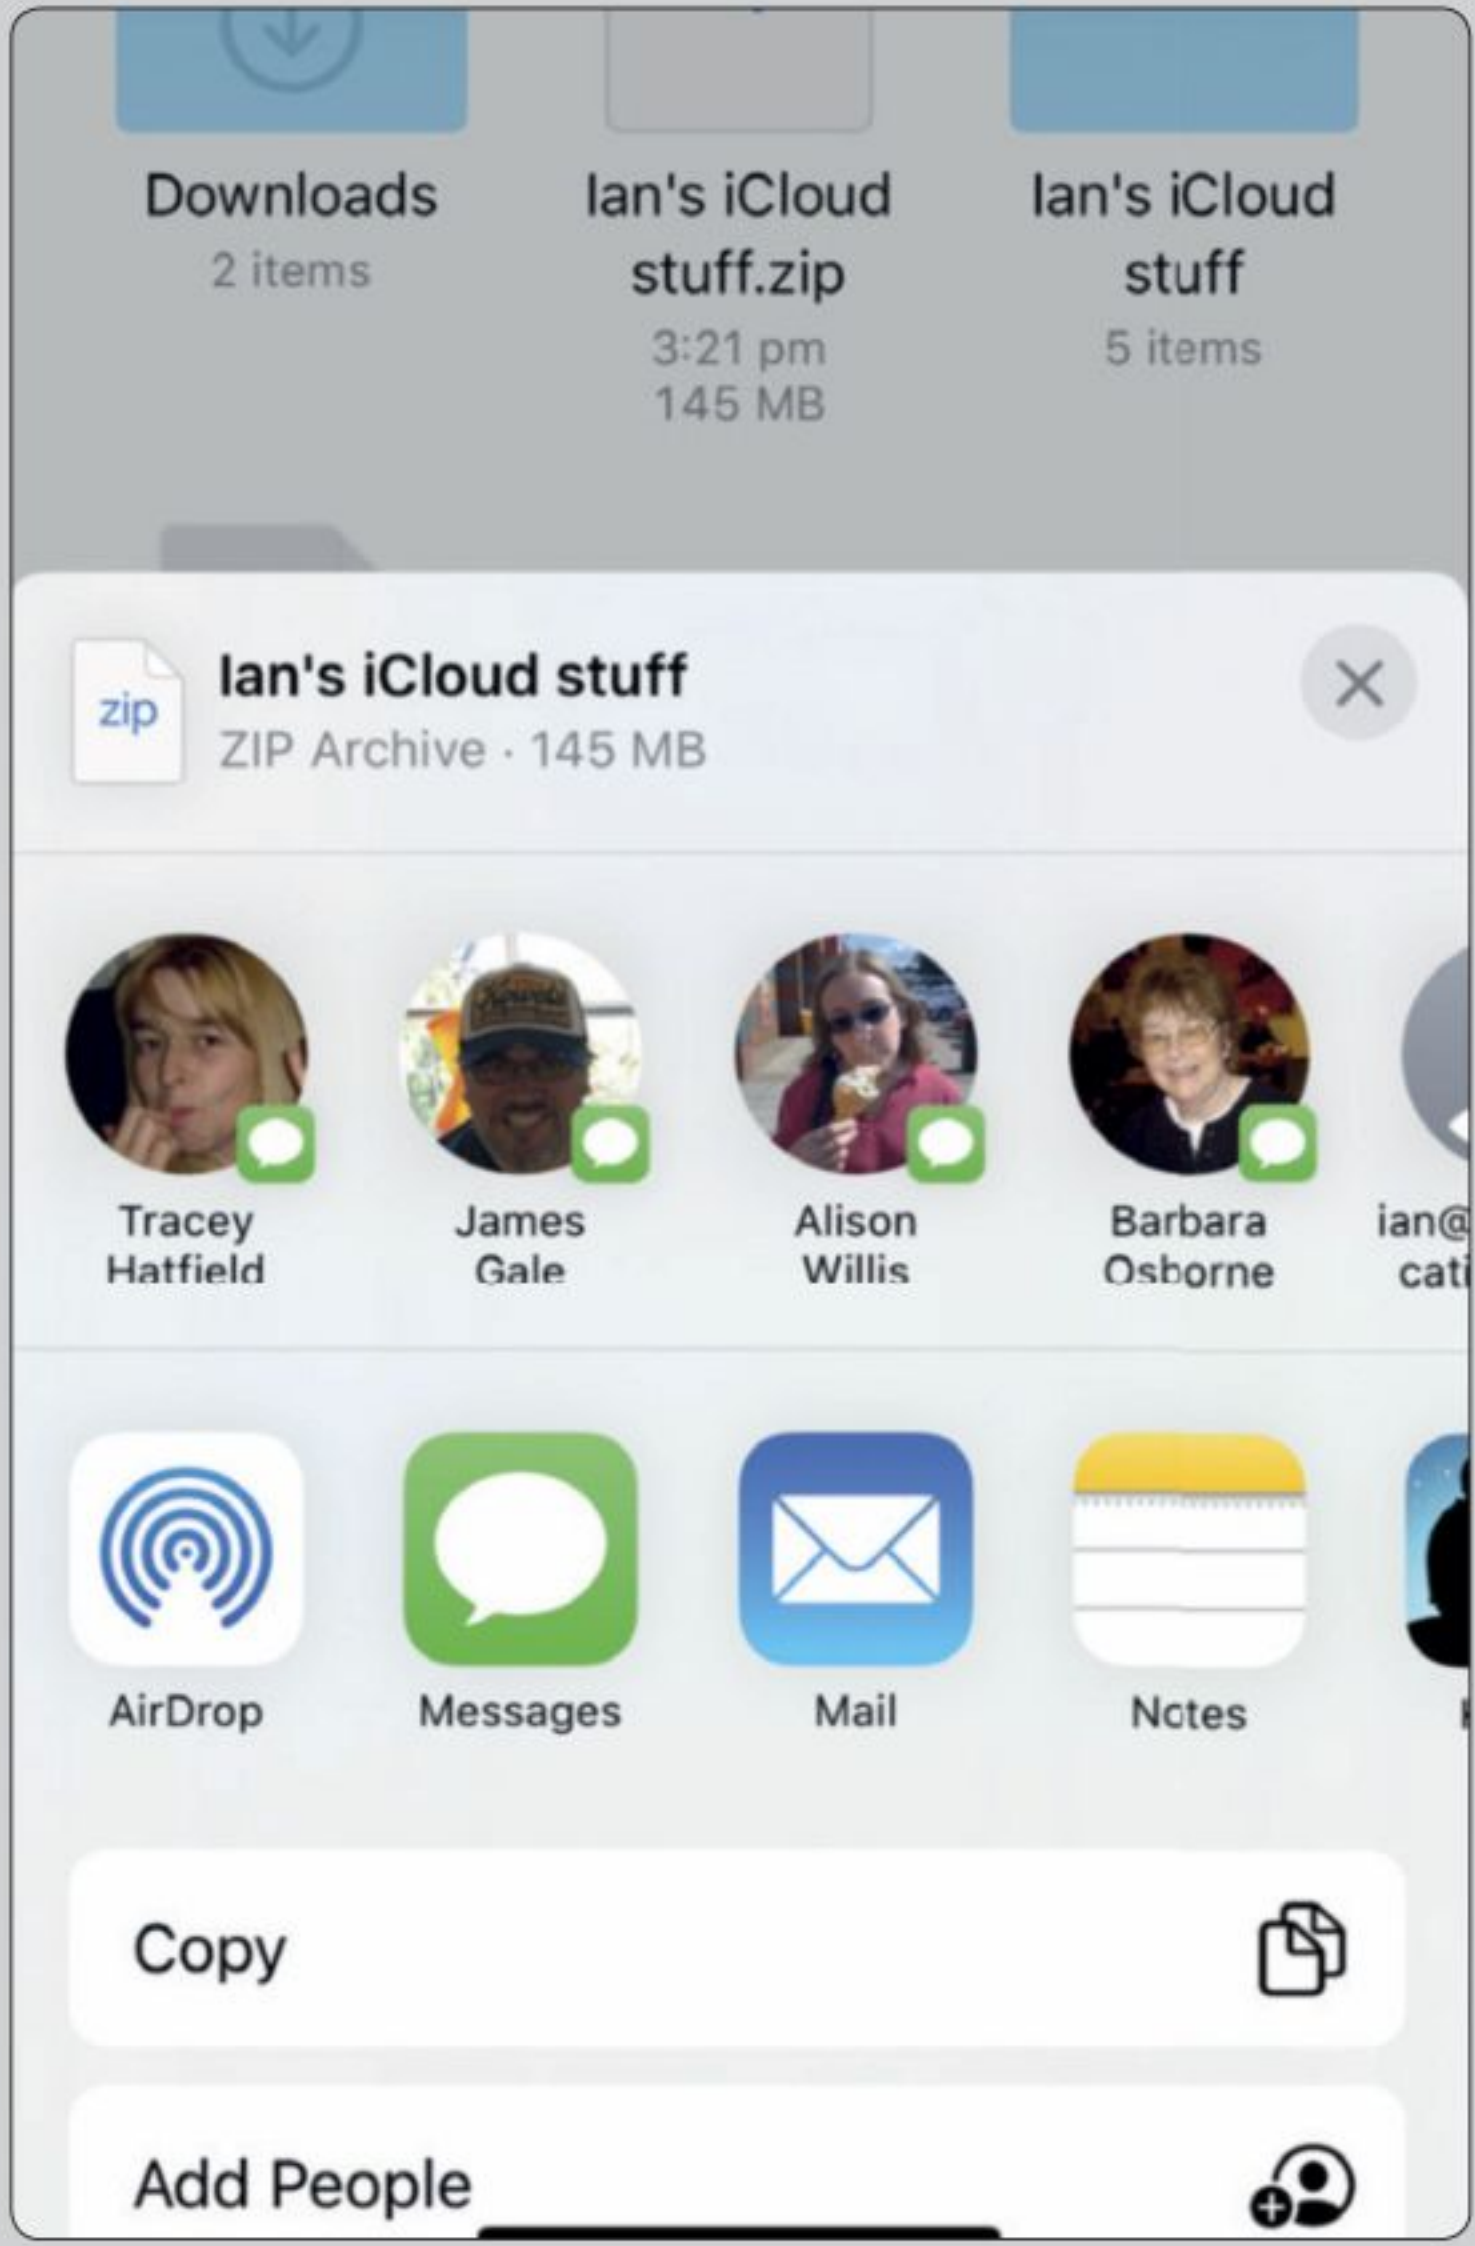 Downloads
2 items
Ian's iCloud
stuff.zip
3:21 pm
145 MB
Ian's iCloud
stuff
5 items
zip
Ian's iCloud stuff
ZIP Archive · 145 MB
Tracey
Hatfield
James
Gale
Alison
Willis
Barbara
Osborne
ian@
cati
AirDrop
Messages
Mail
Notes
Copy
Add People